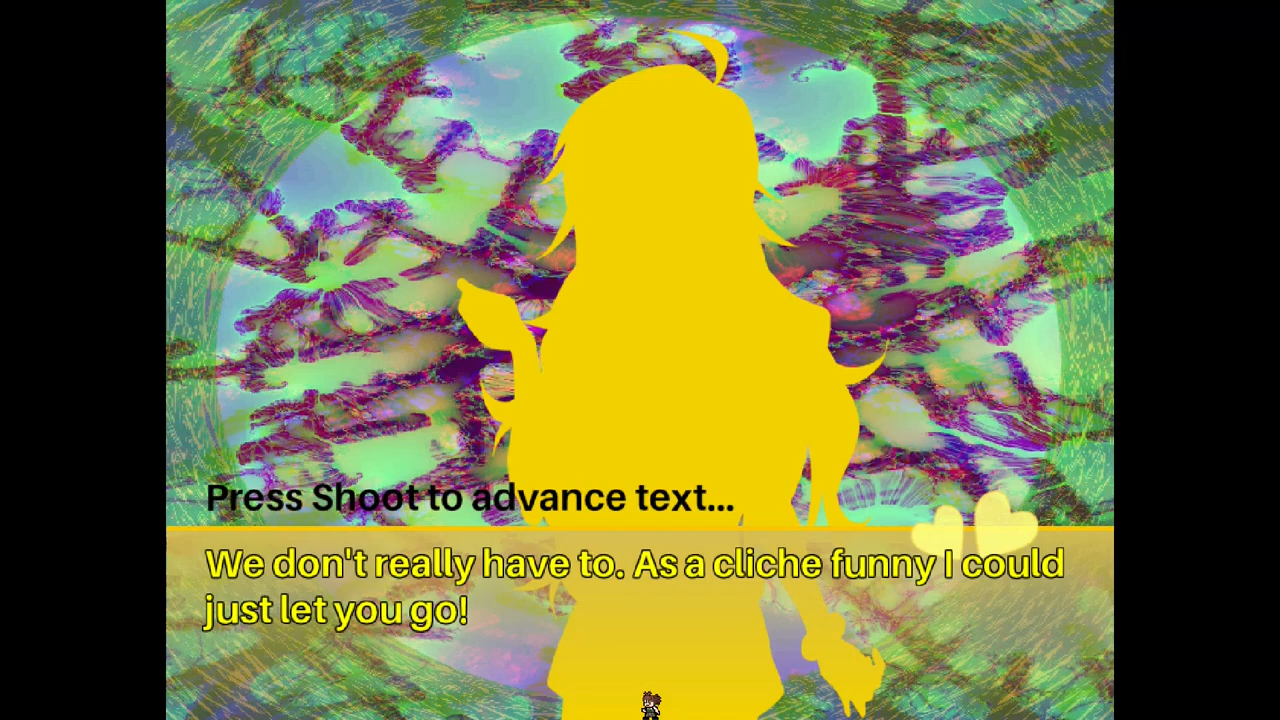 Press Shoot to advance text...
We don't really have to. As a cliche funny I could
just let you go!